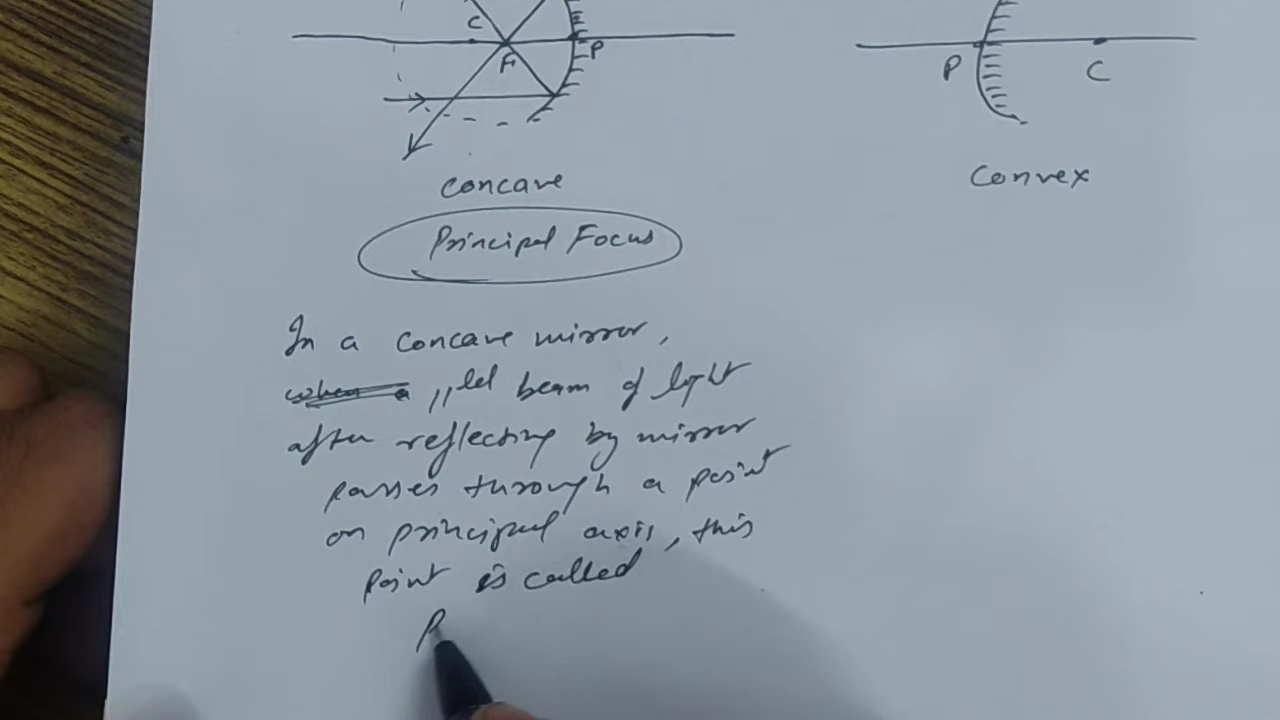 C
F
P
P
C
Concave
Convex
Principal Focus
In a concave mirror,
when a ||lel beam of light
after reflecting by mirror
passes through a point
on principal axis, this
point is called
P